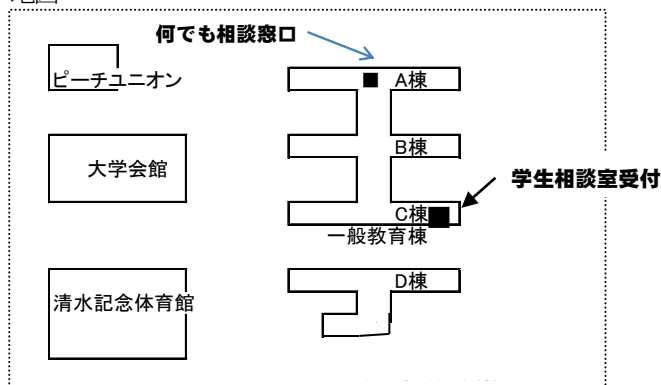 何でも相談窓口
ピーチユニオン
A棟
B棟
大学会館
学生相談室受付
C棟
一般教育棟
D棟
清水記念体育館